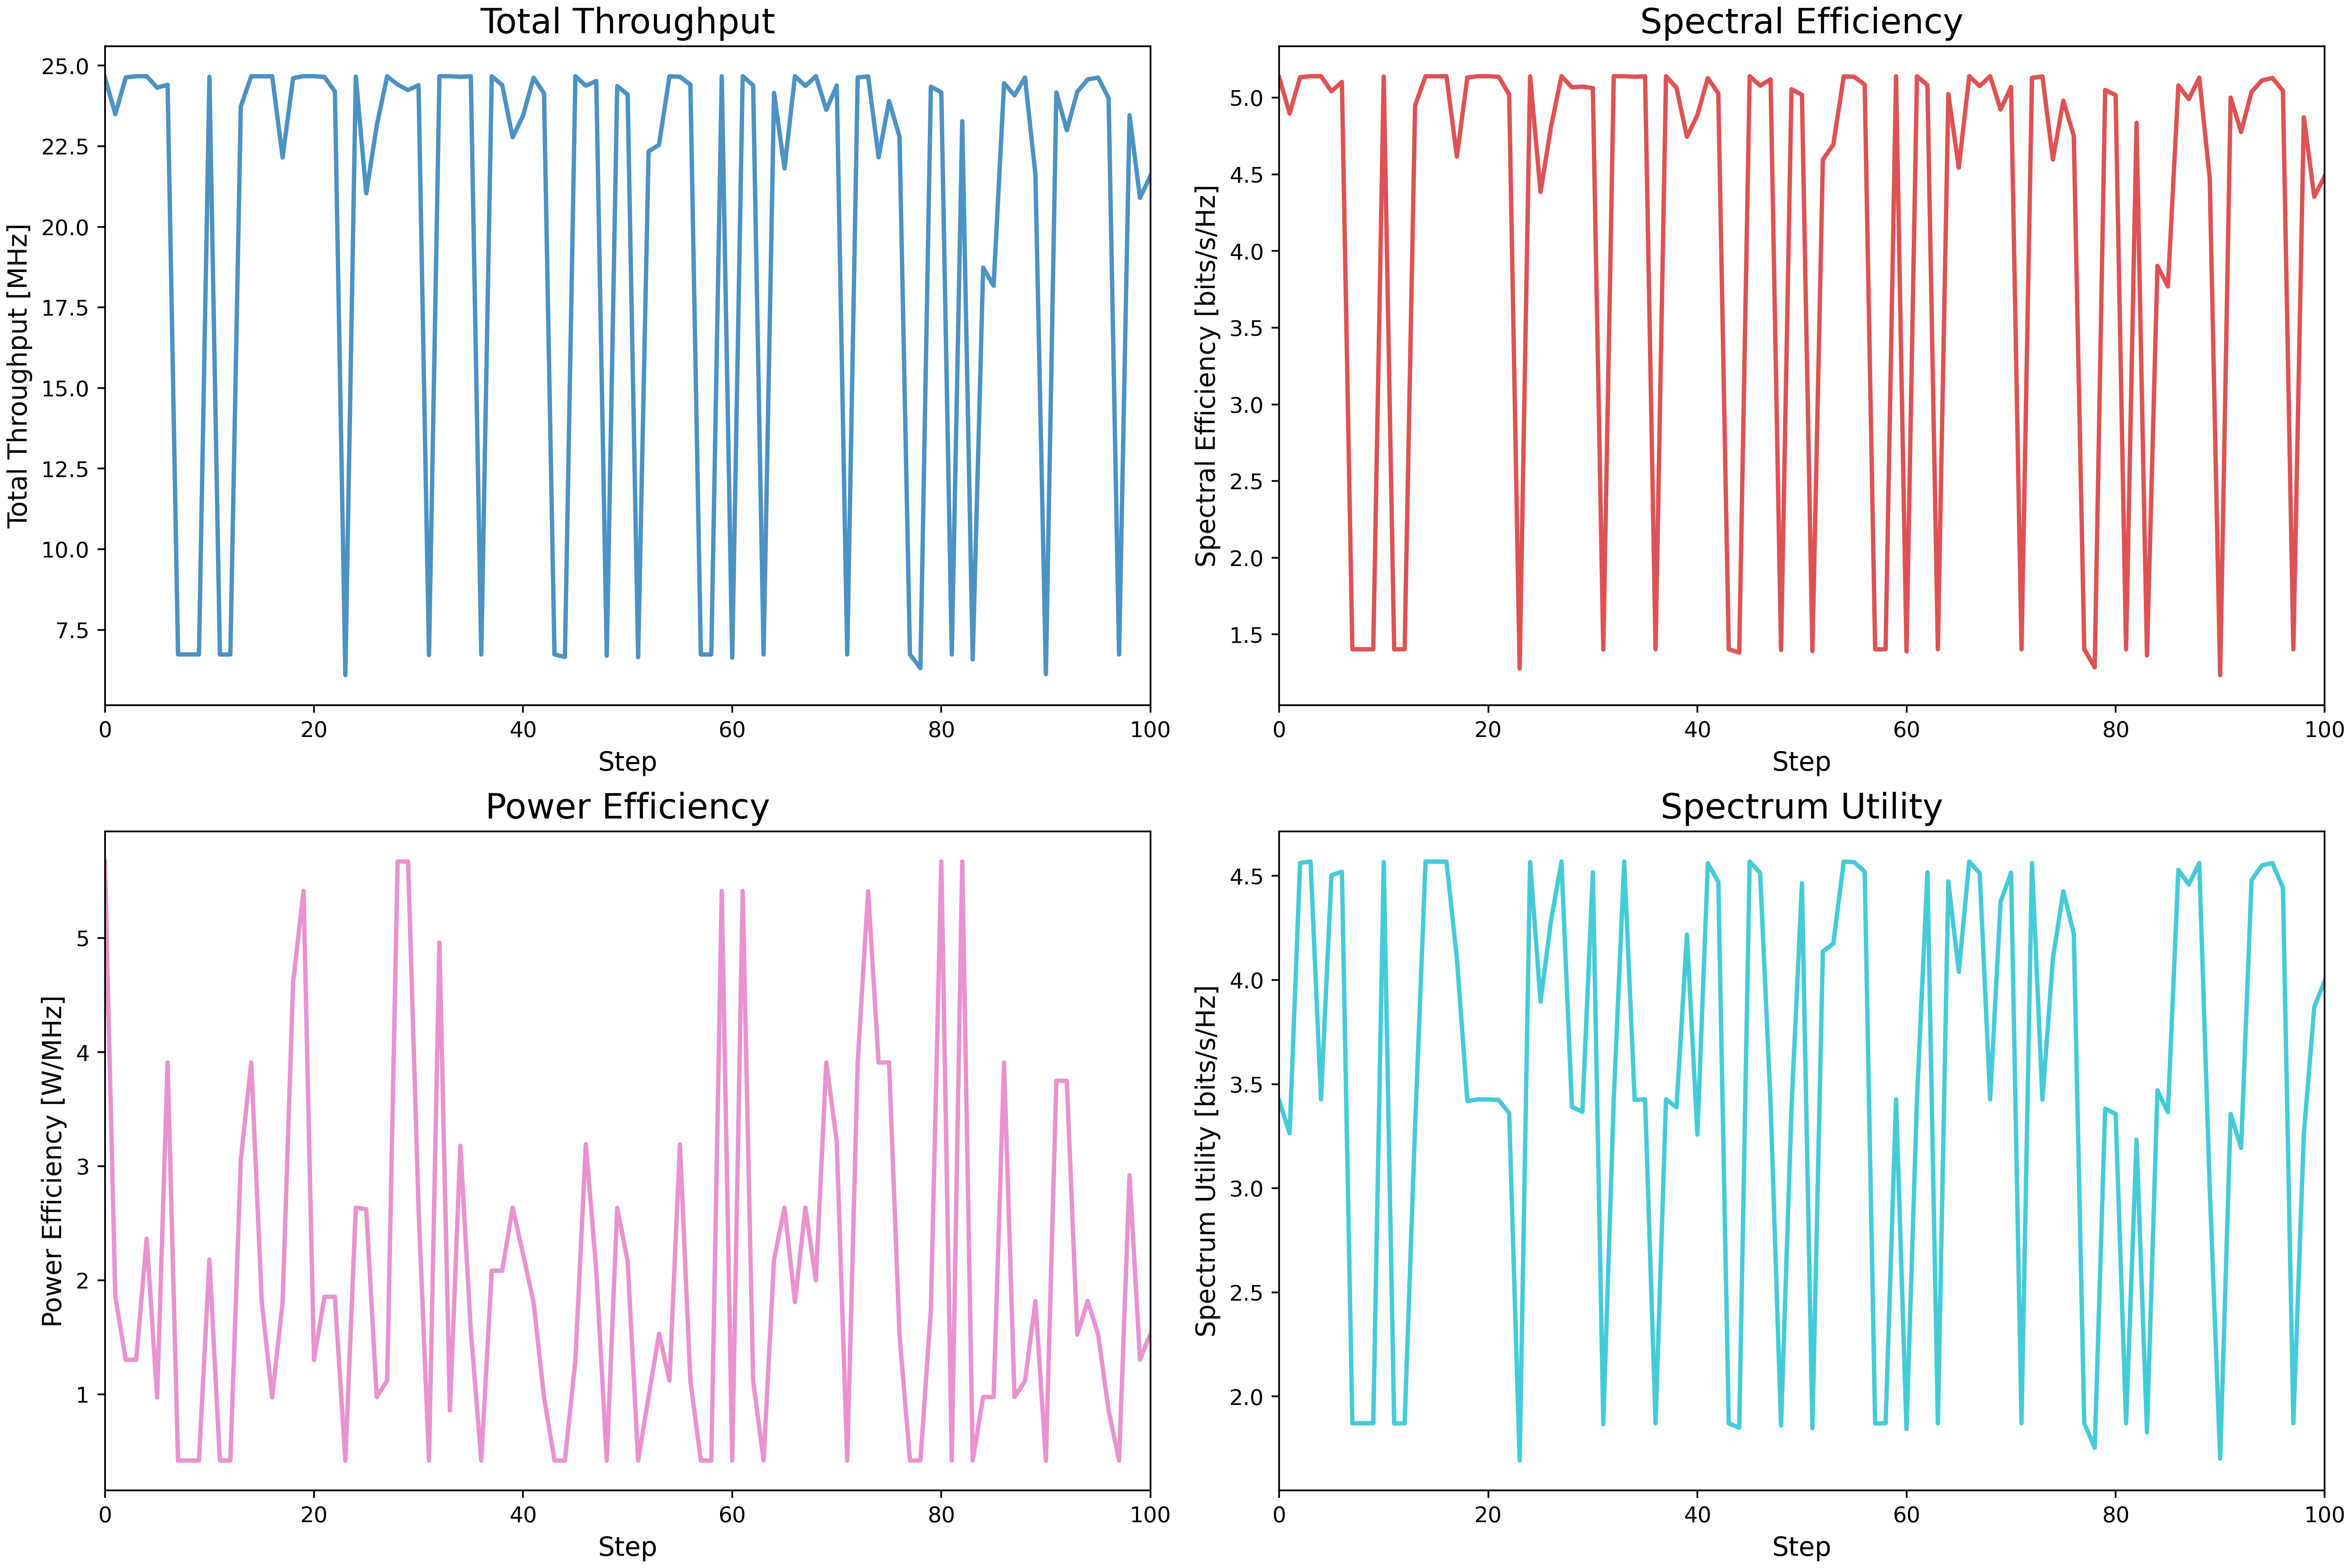 Total Throughput
Total Throughput [MHz]
25.0
22.5
20.0
17.5
15.0
12.5
10.0
7.5
0 20 40 60 80 100
Step
Spectral Efficiency
Spectral Efficiency [bits/s/Hz]
5.0
4.5
4.0
3.5
3.0
2.5
2.0
1.5
0 20 40 60 80 100
Step
Power Efficiency
Power Efficiency [W/MHz]
5
4
3
2
1
0 20 40 60 80 100
Step
Spectrum Utility
Spectrum Utility [bits/s/Hz]
4.5
4.0
3.5
3.0
2.5
2.0
0 20 40 60 80 100
Step